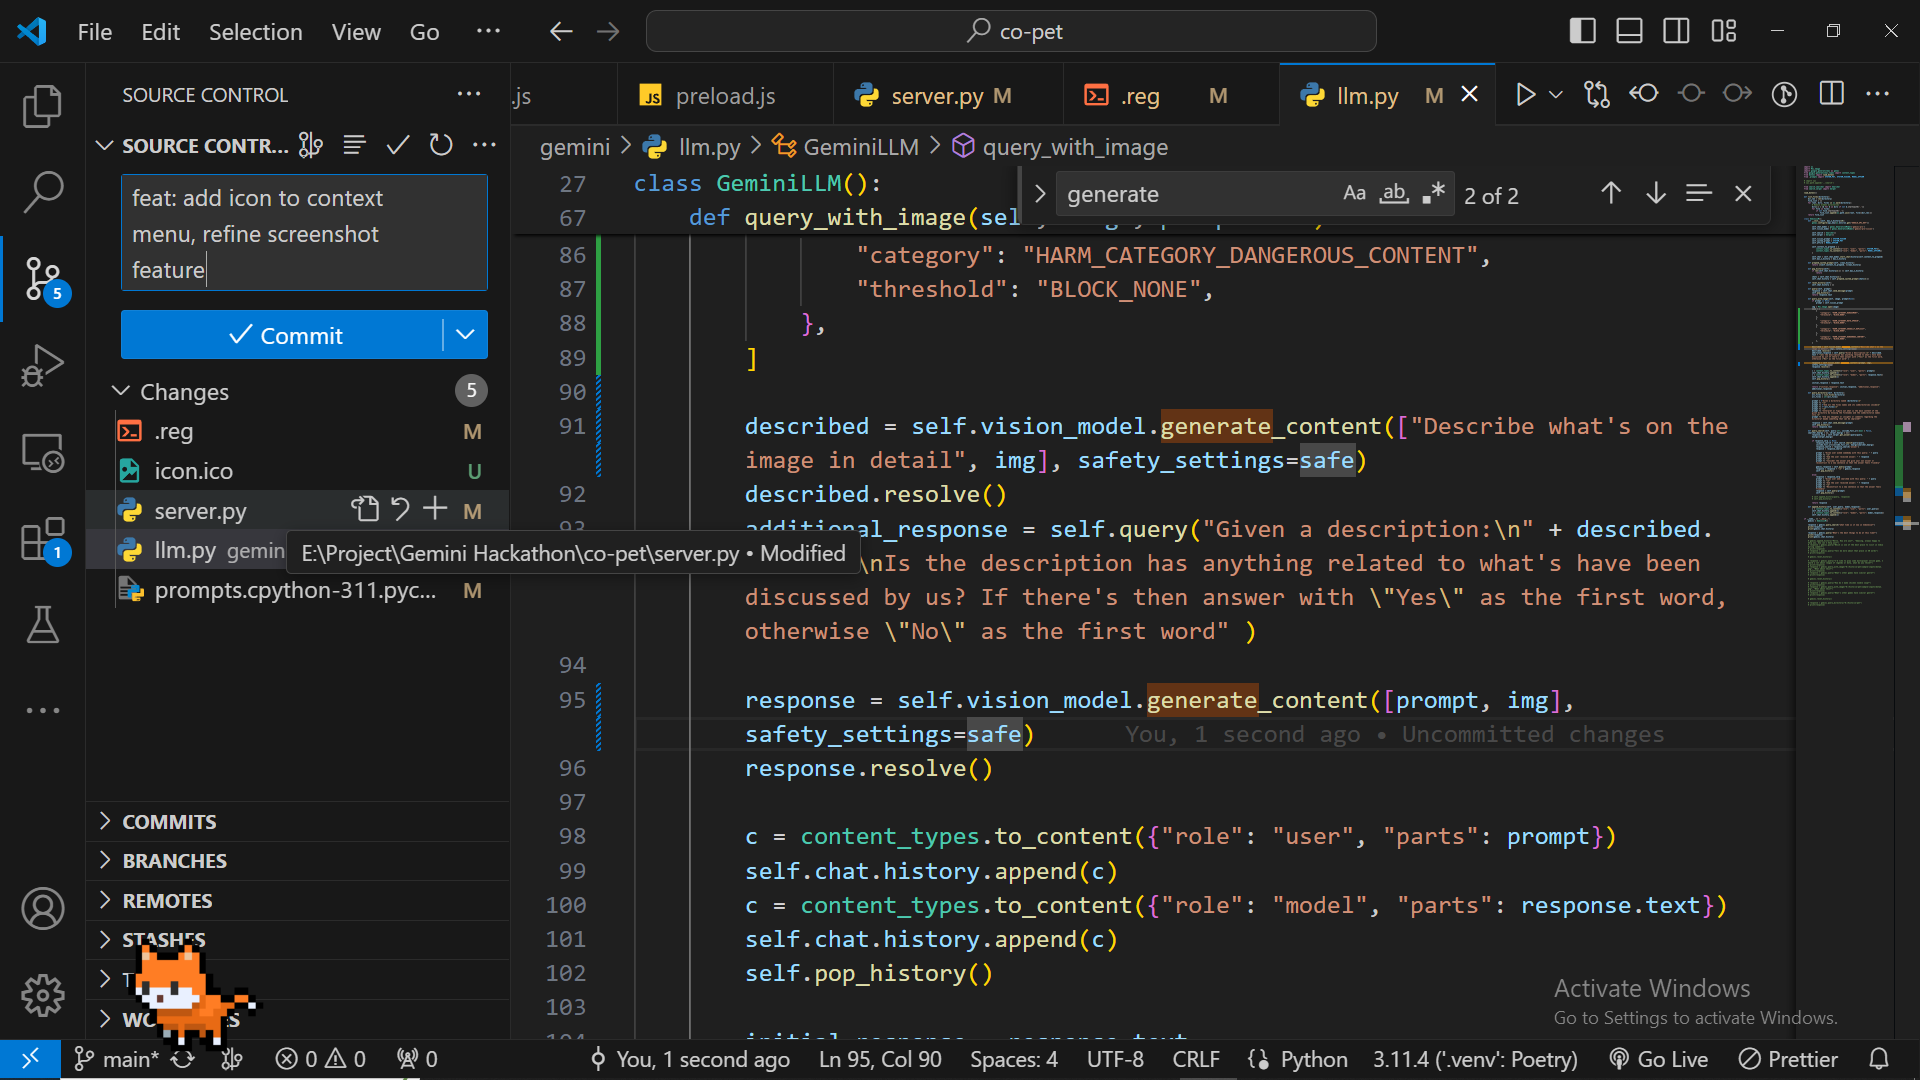 File Edit Selection View Go ... co-pet
SOURCE CONTROL
SOURCE CONTR...
feat: add icon to context
menu, refine screenshot
feature
Commit
Changes 5
.reg M
icon.ico U
server.py M
llm.py gemin
prompts.cpython-311.pyc... M
5
1
COMMITS
BRANCHES
REMOTES
STASHES
.js preload.js server.py M .reg M llm.py M
gemini > llm.py > GeminiLLM > query_with_image
generate Aa ab 2 of 2
27 class GeminiLLM():
67 def query_with_image(sel
86 "category": "HARM_CATEGORY_DANGEROUS_CONTENT",
87 "threshold": "BLOCK_NONE",
88 },
89 ]
90
91 described = self.vision_model.generate_content(["Describe what's on the
image in detail", img], safety_settings=safe)
92 described.resolve()
93 additional_response = self.query("Given a description:\n" + described.
E:\Project\Gemini Hackathon\co-pet\server.py • Modified
\nIs the description has anything related to what's have been
discussed by us? If there's then answer with \"Yes\" as the first word,
otherwise \"No\" as the first word" )
94
95 response = self.vision_model.generate_content([prompt, img],
safety_settings=safe) You, 1 second ago • Uncommitted changes
96 response.resolve()
97
98 c = content_types.to_content({"role": "user", "parts": prompt})
99 self.chat.history.append(c)
100 c = content_types.to_content({"role": "model", "parts": response.text})
101 self.chat.history.append(c)
102 self.pop_history()
103
104 initial_response = response.text
Activate Windows
Go to Settings to activate Windows.
main* 0 0 0 You, 1 second ago Ln 95, Col 90 Spaces: 4 UTF-8 CRLF Python 3.11.4 ('.venv': Poetry) Go Live Prettier